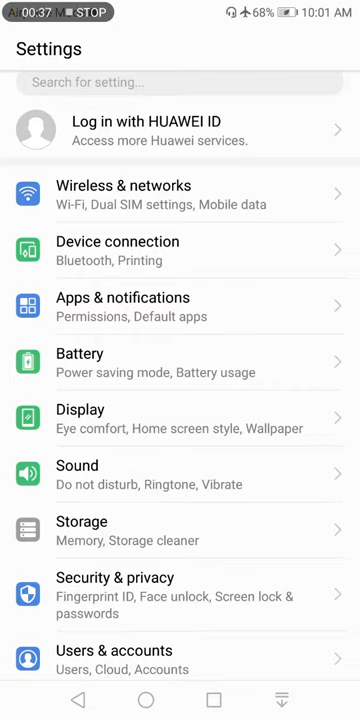 00:37 STOP
68% 10:01 AM
Settings
Search for setting...
Log in with HUAWEI ID
Access more Huawei services.
Wireless & networks
Wi-Fi, Dual SIM settings, Mobile data
Device connection
Bluetooth, Printing
Apps & notifications
Permissions, Default apps
Battery
Power saving mode, Battery usage
Display
Eye comfort, Home screen style, Wallpaper
Sound
Do not disturb, Ringtone, Vibrate
Storage
Memory, Storage cleaner
Security & privacy
Fingerprint ID, Face unlock, Screen lock &
passwords
Users & accounts
Users, Cloud, Accounts